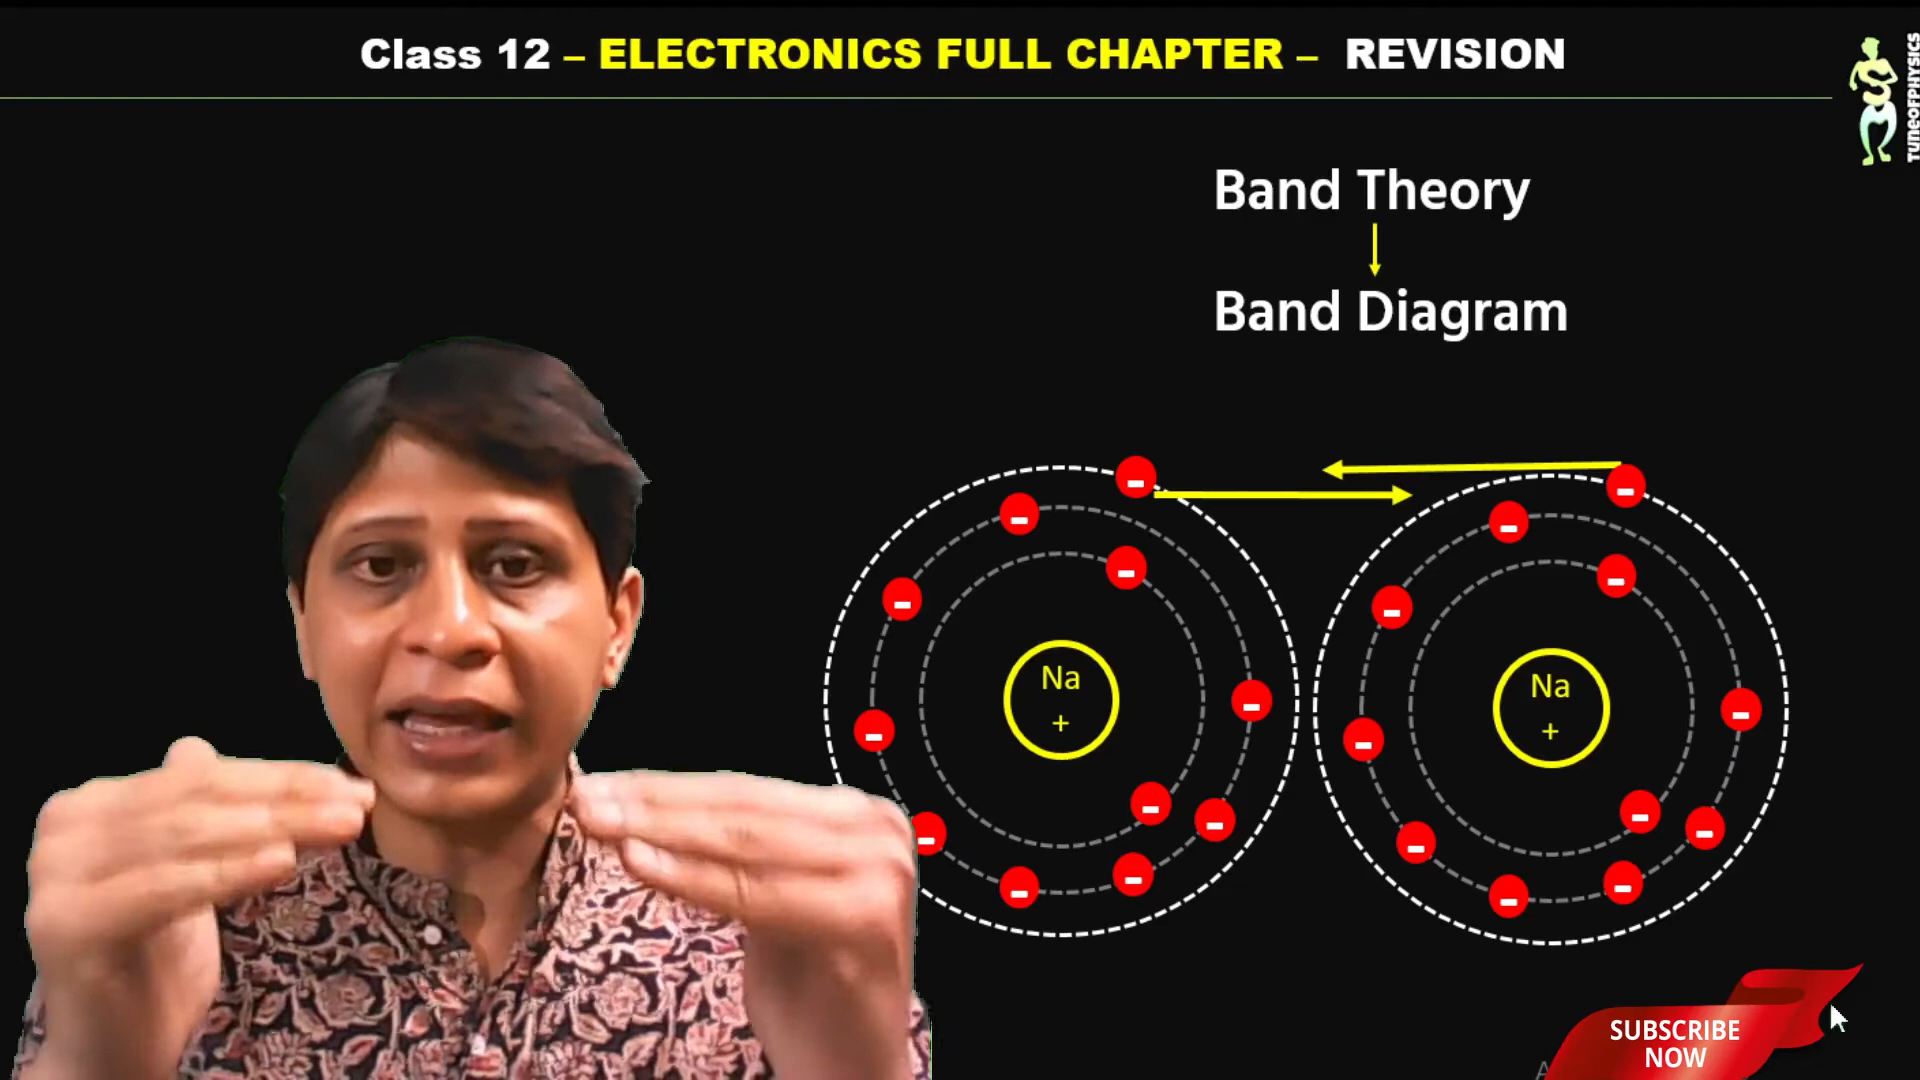 Class 12 – ELECTRONICS FULL CHAPTER – REVISION
TUNEOFPHYSICS
Band Theory
Band Diagram
Na
+
Na
+
SUBSCRIBE
NOW